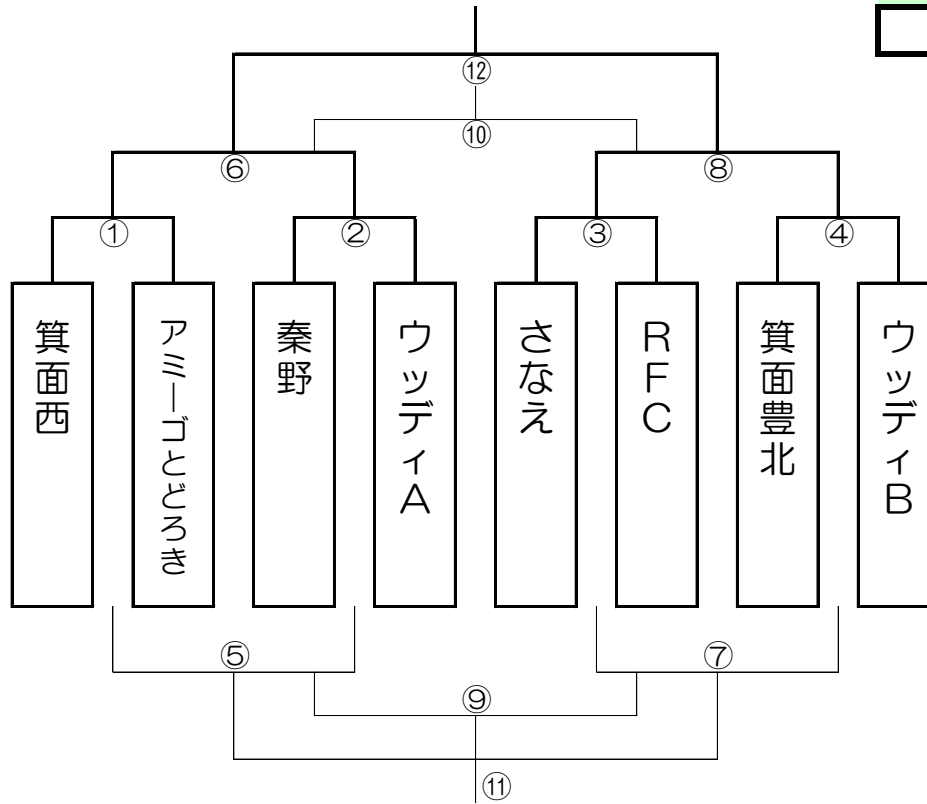 ⑫
⑩
⑥
⑧
①
②
③
④
箕面西
アミーゴとどろき
秦野
ウッディA
さなえ
RFC
箕面豊北
ウッディB
⑤
⑦
⑨
⑪